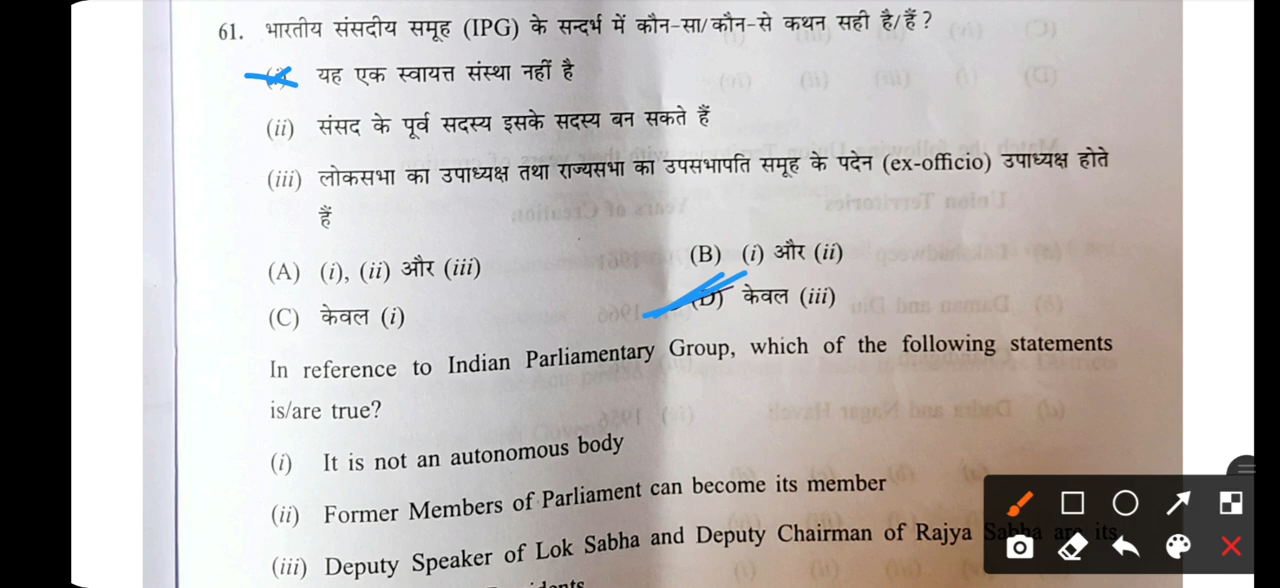 61. भारतीय संसदीय समूह (IPG) के सन्दर्भ में कौन-सा/कौन-से कथन सही है/हैं ?
यह एक स्वायत्त संस्था नहीं है
(ii) संसद के पूर्व सदस्य इसके सदस्य बन सकते हैं
(iii) लोकसभा का उपाध्यक्ष तथा राज्यसभा का उपसभापति समूह के पदेन (ex-officio) उपाध्यक्ष होते
हैं
(A) (i), (ii) और (iii) (B) (i) और (ii)
(C) केवल (i) (D) केवल (iii)
In reference to Indian Parliamentary Group, which of the following statements
is/are true?
(i) It is not an autonomous body
(ii) Former Members of Parliament can become its member
(iii) Deputy Speaker of Lok Sabha and Deputy Chairman of Rajya Sabha are its